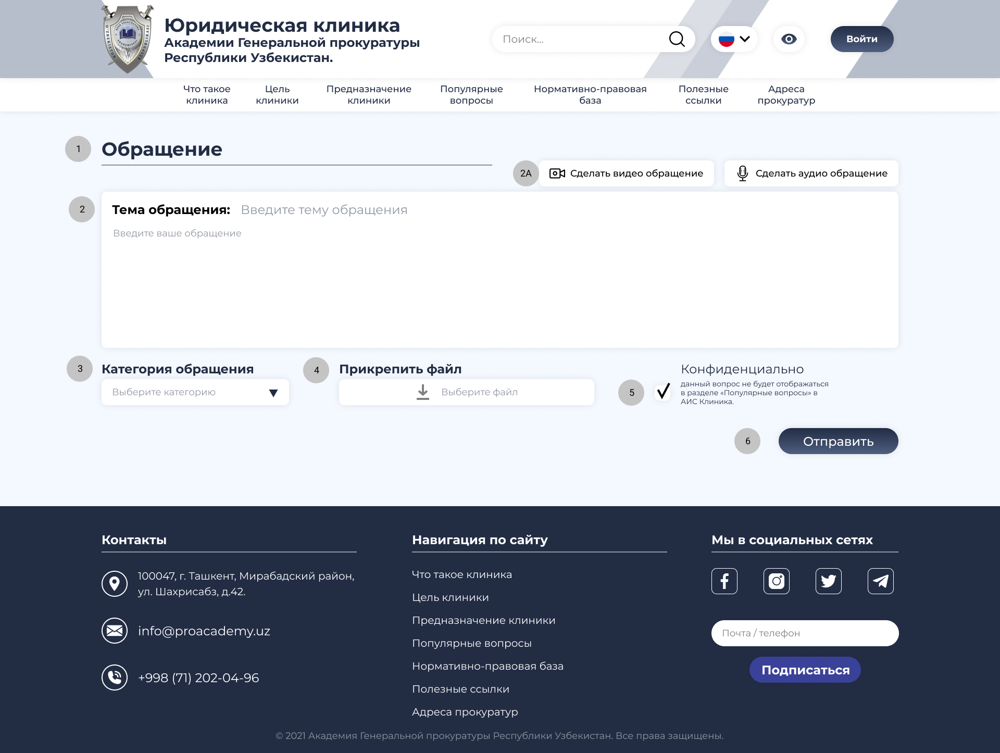 Юридическая клиника
Академии Генеральной прокуратуры
Республики Узбекистан.
Поиск...
Войти
Что такое
клиника
Цель
клиники
Предназначение
клиники
Популярные
вопросы
Нормативно-правовая
база
Полезные
ссылки
Адреса
прокуратур
1
Обращение
2A
Сделать видео обращение
Сделать аудио обращение
2
Тема обращения: Введите тему обращения
Введите ваше обращение
3
Категория обращения
Выберите категорию
4
Прикрепить файл
Выберите файл
5
Конфиденциально
данный вопрос не будет отображаться
в разделе «Популярные вопросы» в
АИС Клиника.
6
Отправить
Контакты
100047, г. Ташкент, Мирабадский район,
ул. Шахрисабз, д.42.
info@proacademy.uz
+998 (71) 202-04-96
Навигация по сайту
Что такое клиника
Цель клиники
Предназначение клиники
Популярные вопросы
Нормативно-правовая база
Полезные ссылки
Адреса прокуратур
Мы в социальных сетях
Почта / телефон
Подписаться
© 2021 Академия Генеральной прокуратуры Республики Узбекистан. Все права защищены.